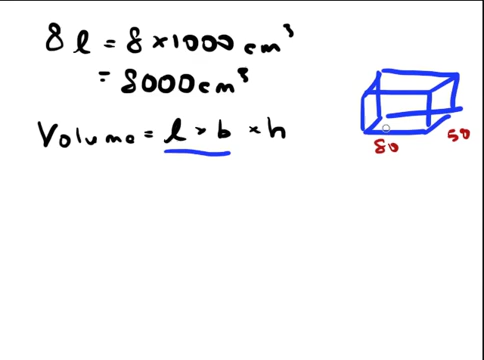 8 l = 8 × 1000 cm³
= 8000 cm³
Volume = l × b × h
80
50